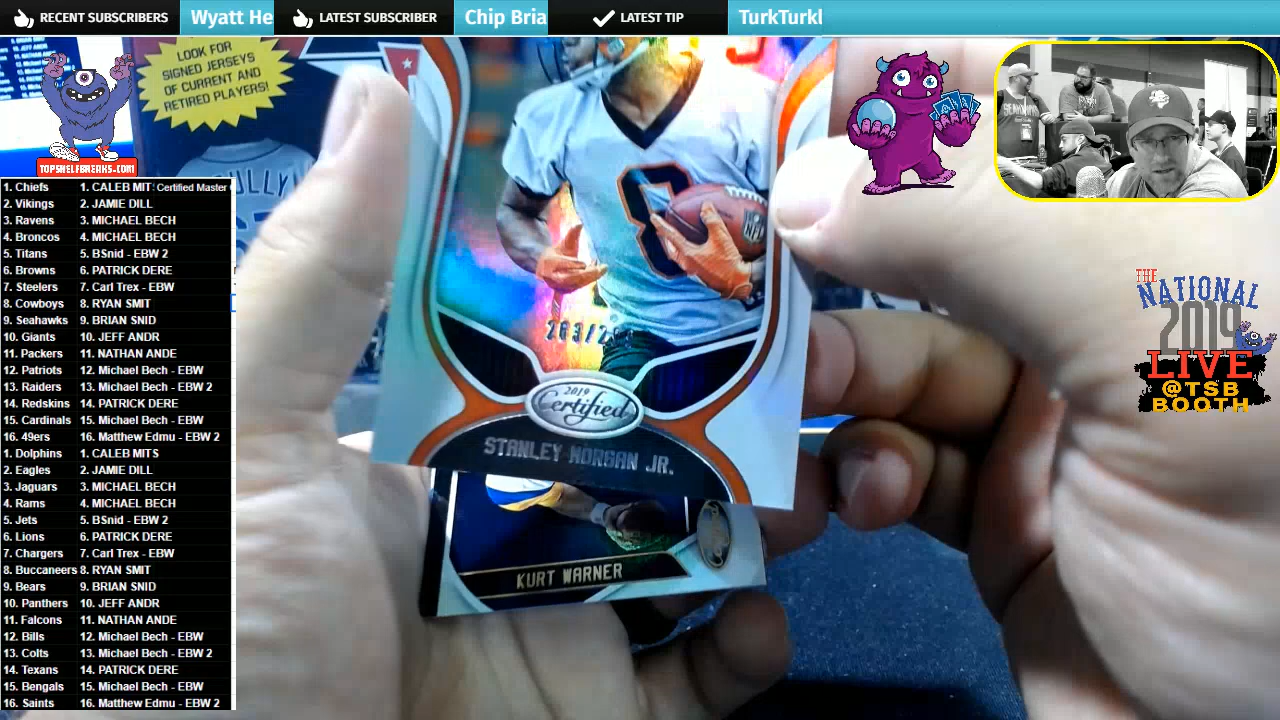 RECENT SUBSCRIBERS
Wyatt He
LATEST SUBSCRIBER
Chip Bria
LATEST TIP
TurkTurkl
LOOK FOR
SIGNED JERSEYS
OF CURRENT AND
RETIRED PLAYERS!
TOPSHELFBREAKS.COM
1. Chiefs 1. CALEB MIT: Certified Master
2. Vikings 2. JAMIE DILL
3. Ravens 3. MICHAEL BECH
4. Broncos 4. MICHAEL BECH
5. Titans 5. BSnid - EBW 2
6. Browns 6. PATRICK DERE
7. Steelers 7. Carl Trex - EBW
8. Cowboys 8. RYAN SMIT
9. Seahawks 9. BRIAN SNID
10. Giants 10. JEFF ANDR
11. Packers 11. NATHAN ANDE
12. Patriots 12. Michael Bech - EBW
13. Raiders 13. Michael Bech - EBW 2
14. Redskins 14. PATRICK DERE
15. Cardinals 15. Michael Bech - EBW
16. 49ers 16. Matthew Edmu - EBW 2
1. Dolphins 1. CALEB MITS
2. Eagles 2. JAMIE DILL
3. Jaguars 3. MICHAEL BECH
4. Rams 4. MICHAEL BECH
5. Jets 5. BSnid - EBW 2
6. Lions 6. PATRICK DERE
7. Chargers 7. Carl Trex - EBW
8. Buccaneers 8. RYAN SMIT
9. Bears 9. BRIAN SNID
10. Panthers 10. JEFF ANDR
11. Falcons 11. NATHAN ANDE
12. Bills 12. Michael Bech - EBW
13. Colts 13. Michael Bech - EBW 2
14. Texans 14. PATRICK DERE
15. Bengals 15. Michael Bech - EBW
16. Saints 16. Matthew Edmu - EBW 2
8
NFL
2019
Certified
STANLEY MORGAN JR.
KURT WARNER
THE
NATIONAL
2019
LIVE
@TSB
BOOTH